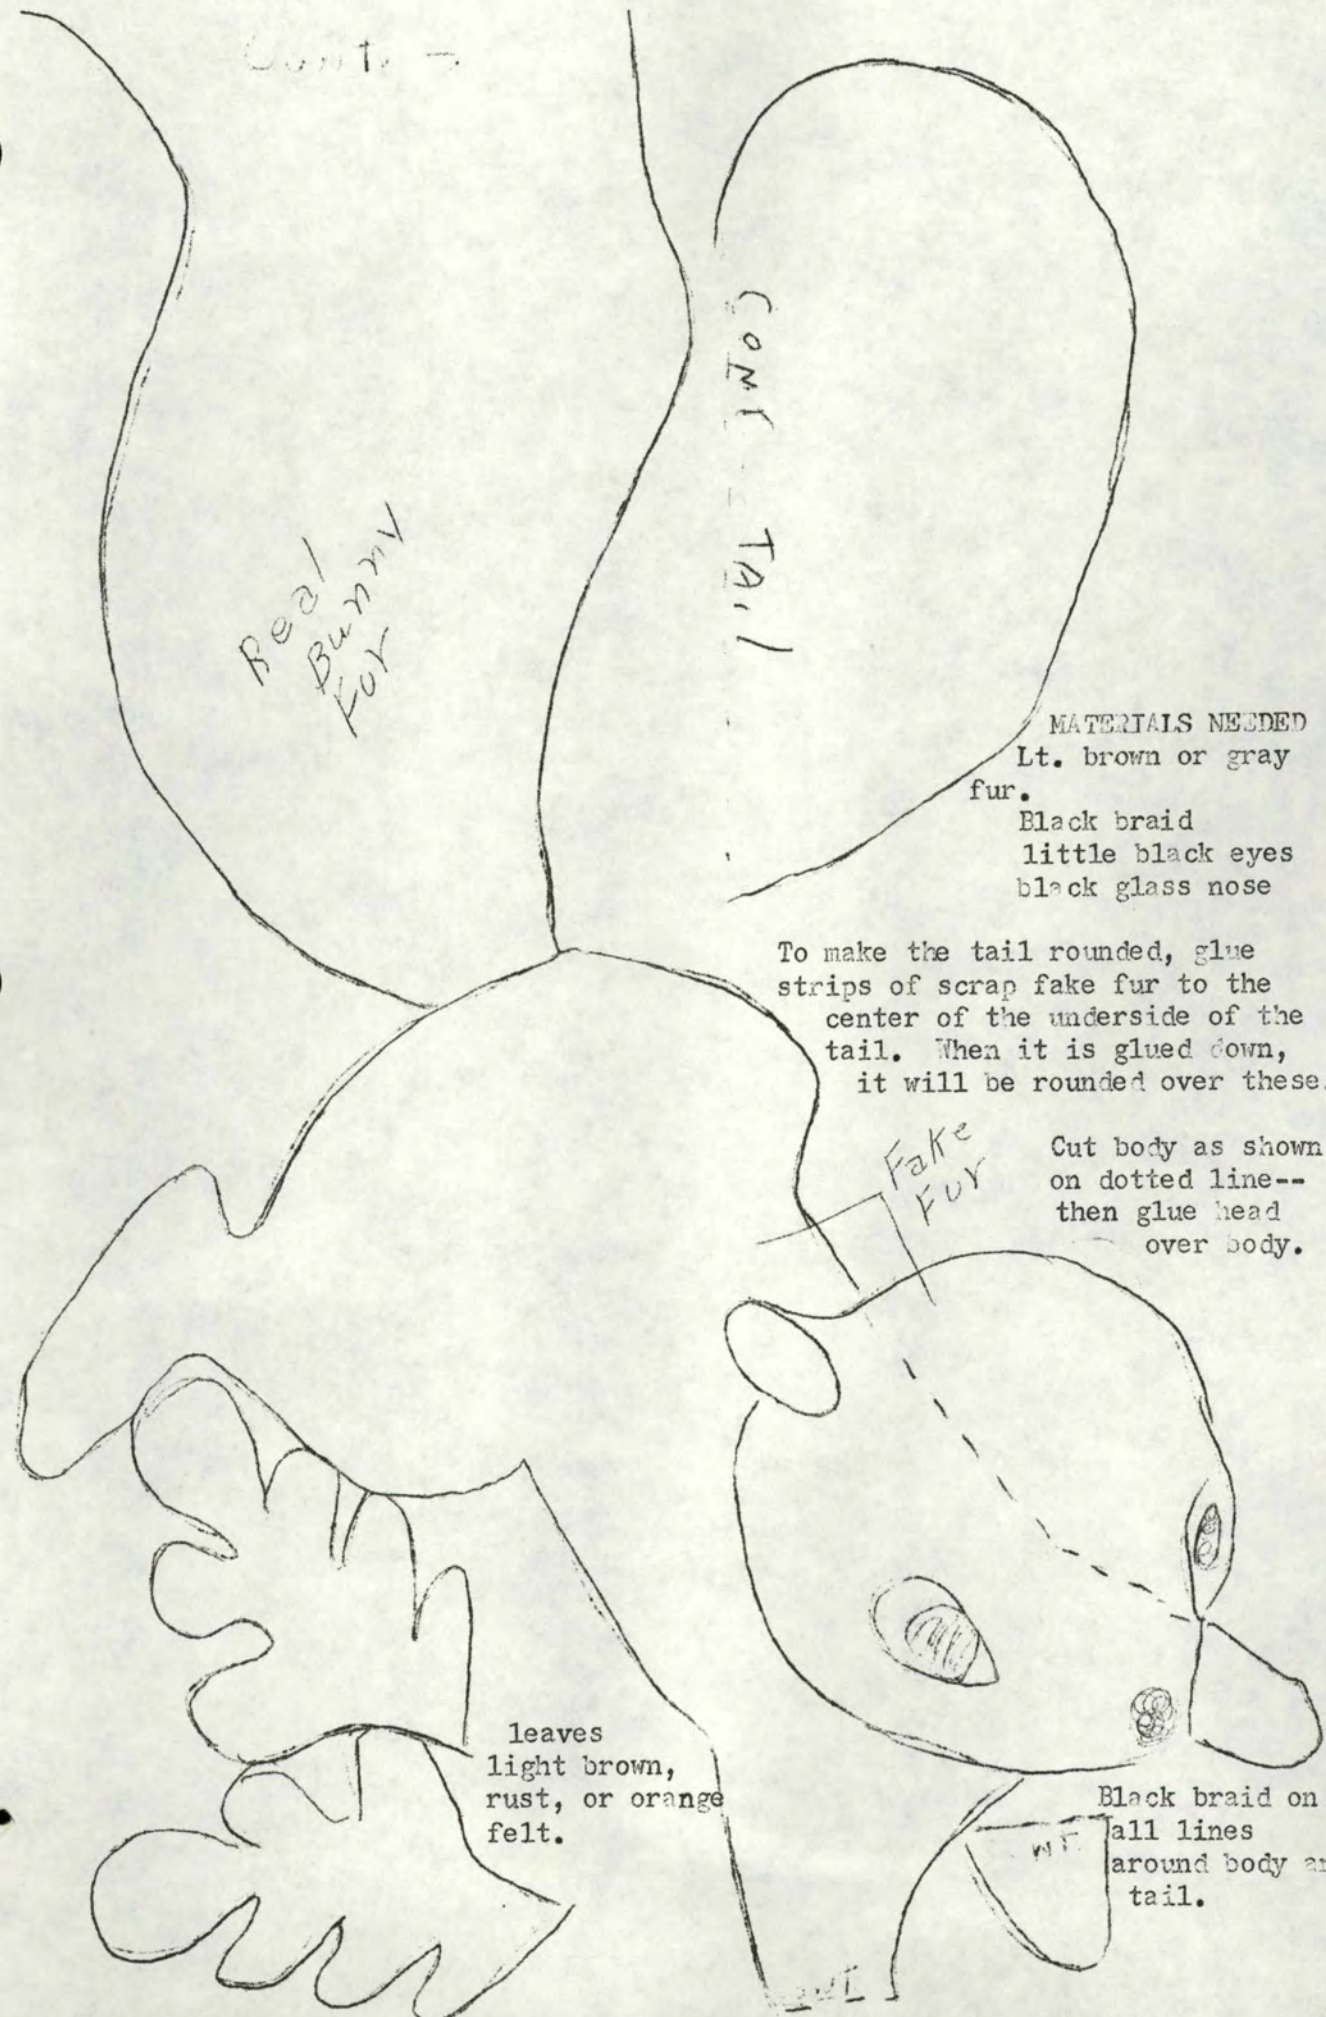 CONT TAIL
Real
Bunny
Fur
MATERIALS NEEDED
Lt. brown or gray
fur.
Black braid
little black eyes
black glass nose
To make the tail rounded, glue
strips of scrap fake fur to the
center of the underside of the
tail. When it is glued down,
it will be rounded over these.
Fake
Fur
Cut body as shown
on dotted line--
then glue head
over body.
leaves
light brown,
rust, or orange
felt.
Black braid on
all lines
around body an
tail.